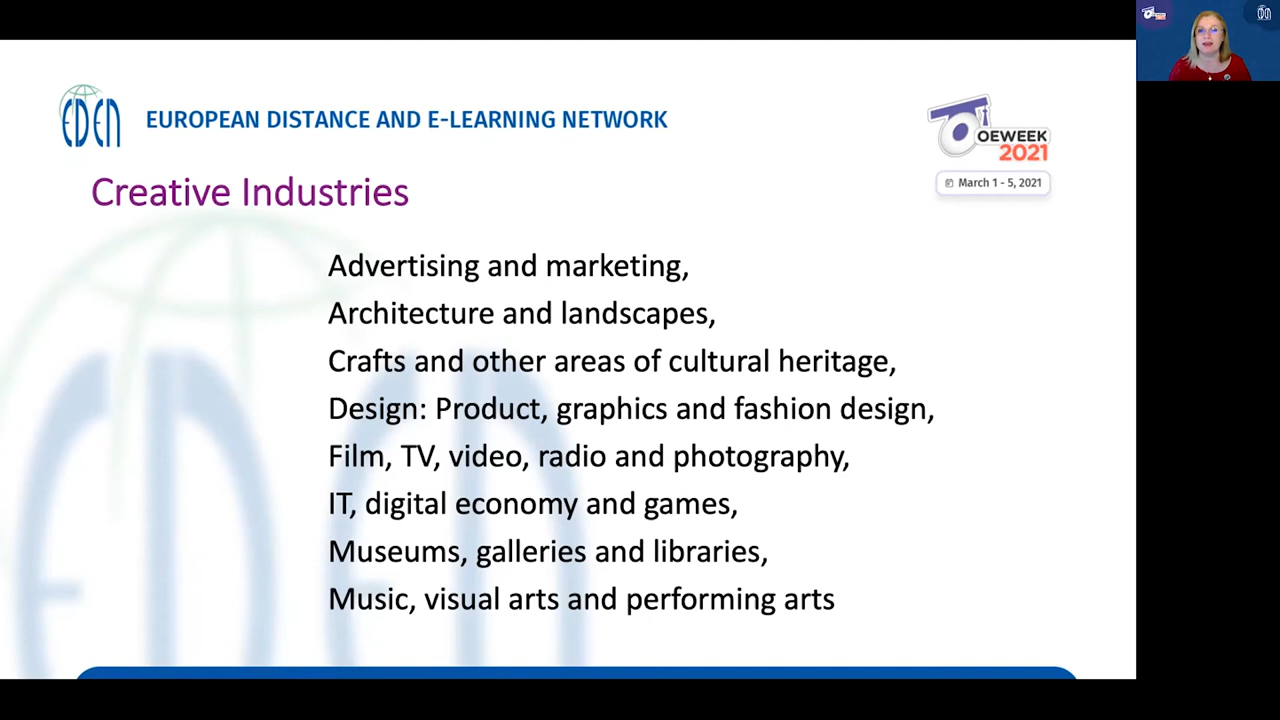 EDEN
EUROPEAN DISTANCE AND E-LEARNING NETWORK
OEWEEK
2021
March 1 - 5, 2021
Creative Industries
Advertising and marketing,
Architecture and landscapes,
Crafts and other areas of cultural heritage,
Design: Product, graphics and fashion design,
Film, TV, video, radio and photography,
IT, digital economy and games,
Museums, galleries and libraries,
Music, visual arts and performing arts